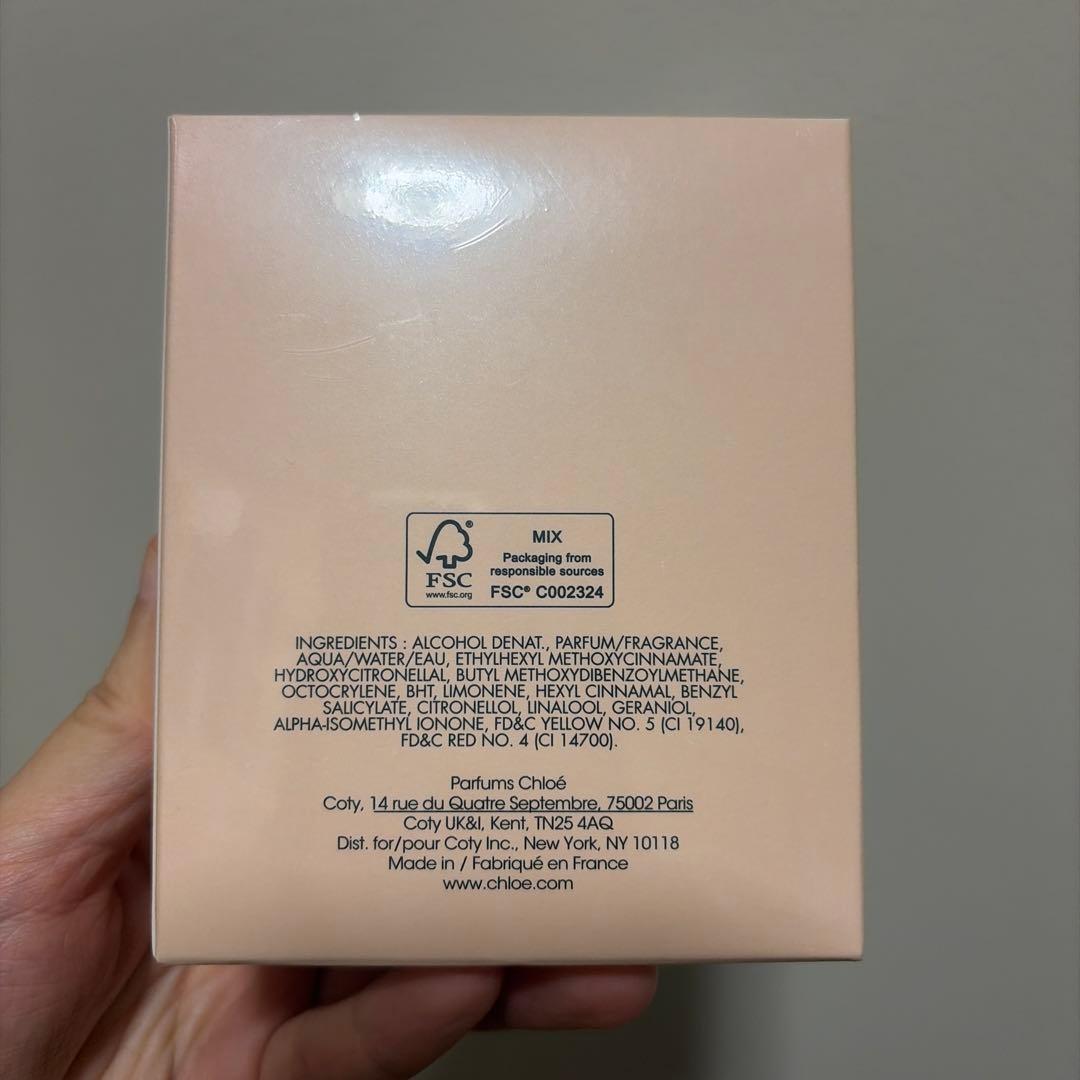 MIX
Packaging from
responsible sources
FSC® C002324
®
FSC
www.fsc.org
INGREDIENTS : ALCOHOL DENAT., PARFUM/FRAGRANCE,
AQUA/WATER/EAU, ETHYLHEXYL METHOXYCINNAMATE,
HYDROXYCITRONELLAL, BUTYL METHOXYDIBENZOYLMETHANE,
OCTOCRYLENE, BHT, LIMONENE, HEXYL CINNAMAL, BENZYL
SALICYLATE, CITRONELLOL, LINALOOL, GERANIOL,
ALPHA-ISOMETHYL IONONE, FD&C YELLOW NO. 5 (CI 19140),
FD&C RED NO. 4 (CI 14700).
Parfums Chloé
Coty, 14 rue du Quatre Septembre, 75002 Paris
Coty UK&I, Kent, TN25 4AQ
Dist. for/pour Coty Inc., New York, NY 10118
Made in / Fabriqué en France
www.chloe.com